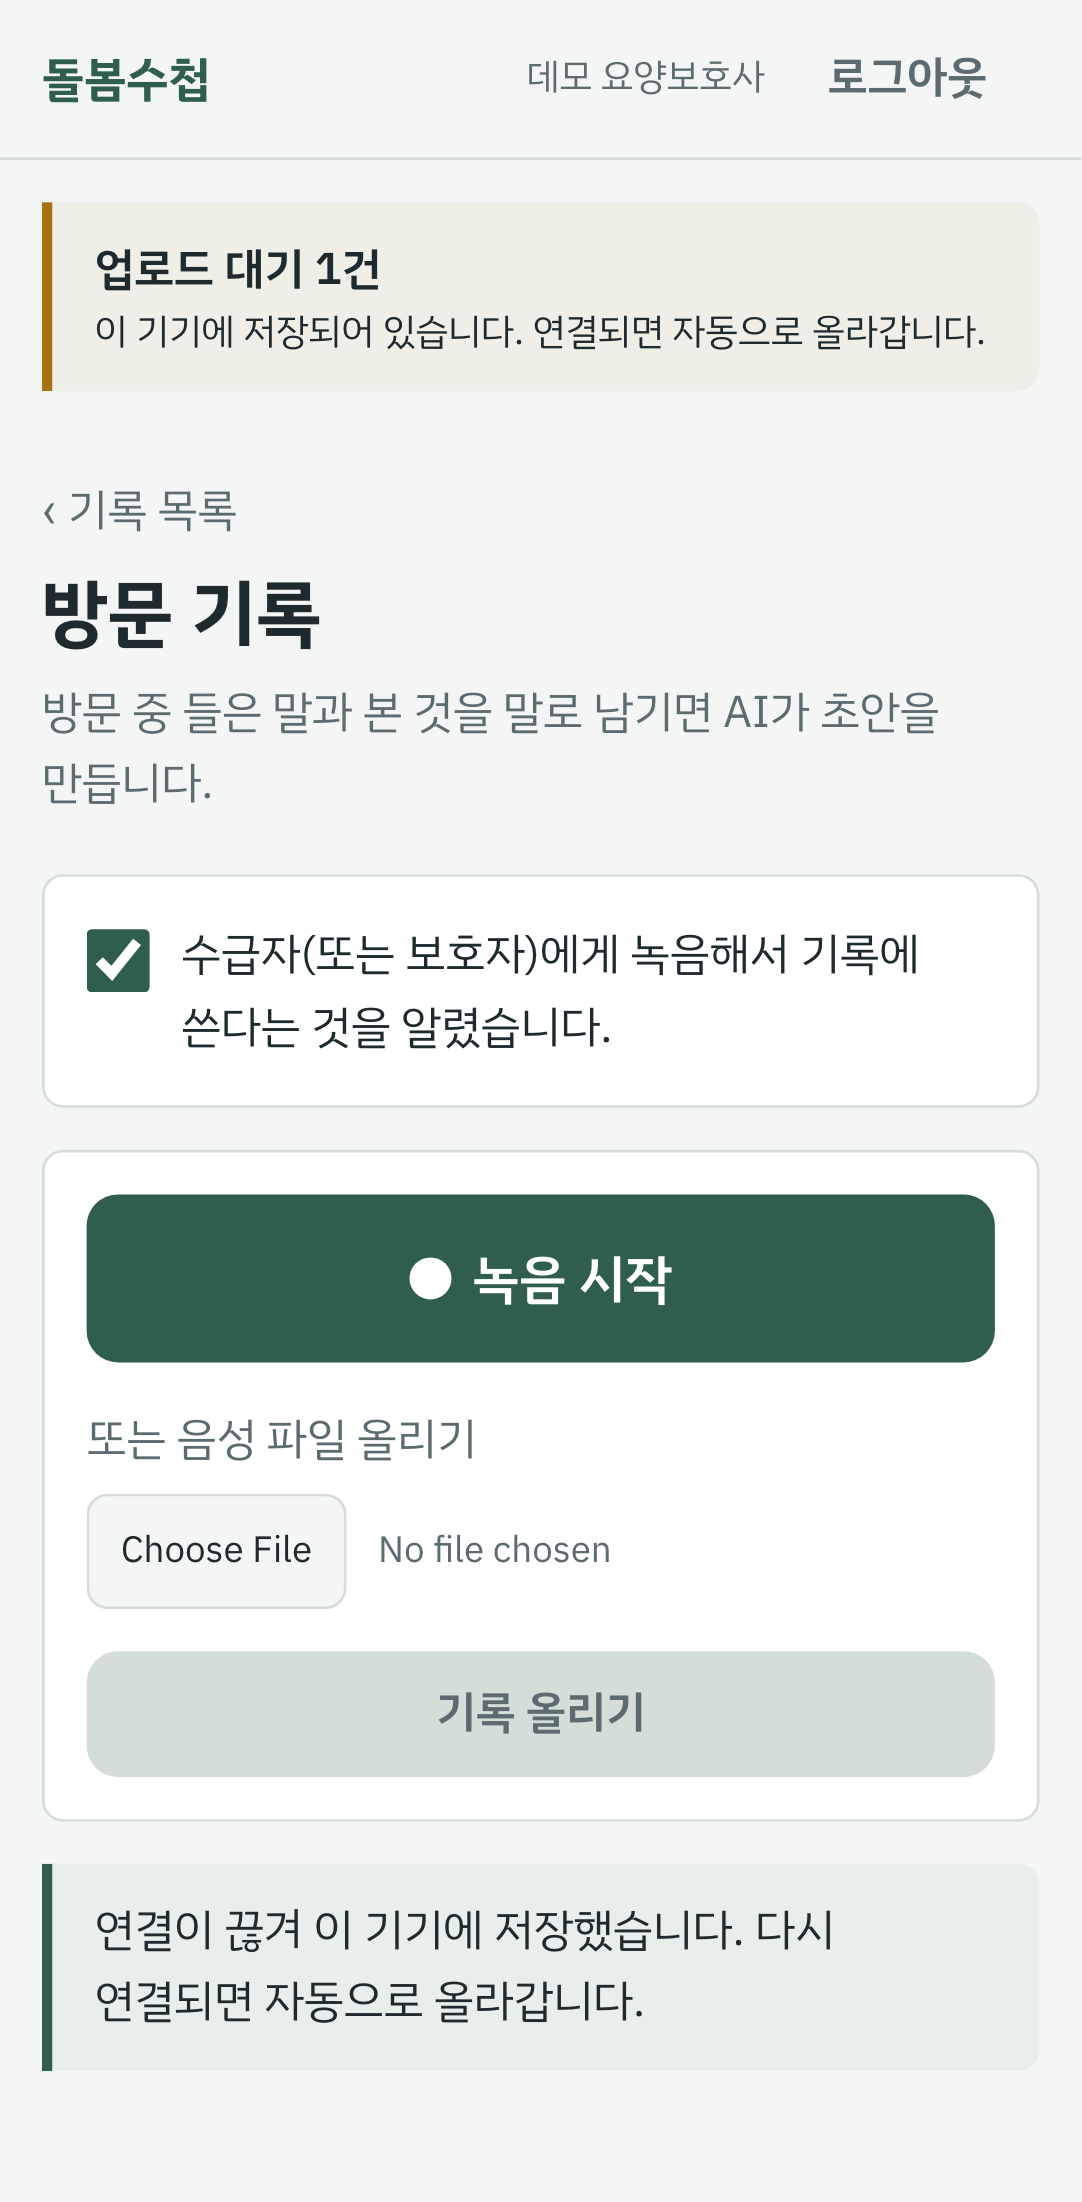 돌봄수첩
데모 요양보호사
로그아웃
업로드 대기 1건
이 기기에 저장되어 있습니다. 연결되면 자동으로 올라갑니다.
‹ 기록 목록
방문 기록
방문 중 들은 말과 본 것을 말로 남기면 AI가 초안을
만듭니다.
수급자(또는 보호자)에게 녹음해서 기록에
쓴다는 것을 알렸습니다.
녹음 시작
또는 음성 파일 올리기
Choose File No file chosen
기록 올리기
연결이 끊겨 이 기기에 저장했습니다. 다시
연결되면 자동으로 올라갑니다.